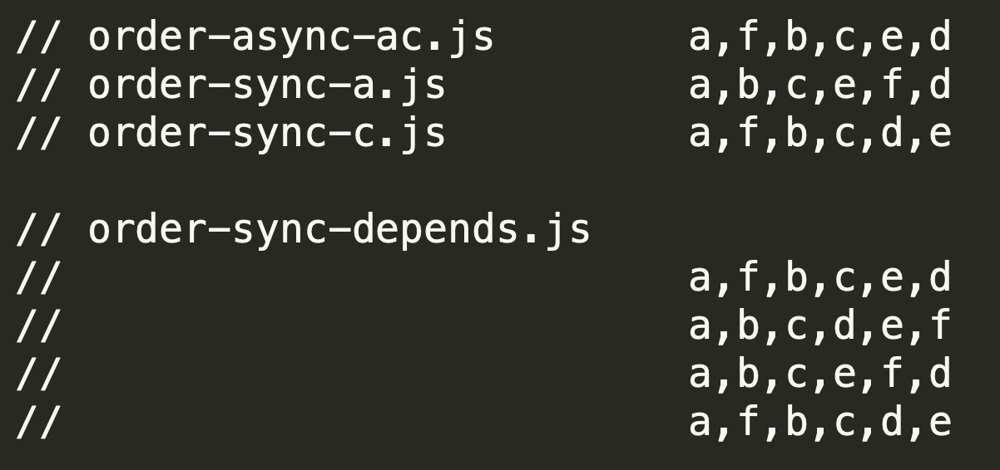 // order-async-ac.js          a,f,b,c,e,d
// order-sync-a.js            a,b,c,e,f,d
// order-sync-c.js            a,f,b,c,d,e
// order-sync-depends.js
//                            a,f,b,c,e,d
//                            a,b,c,d,e,f
//                            a,b,c,e,f,d
//                            a,f,b,c,d,e